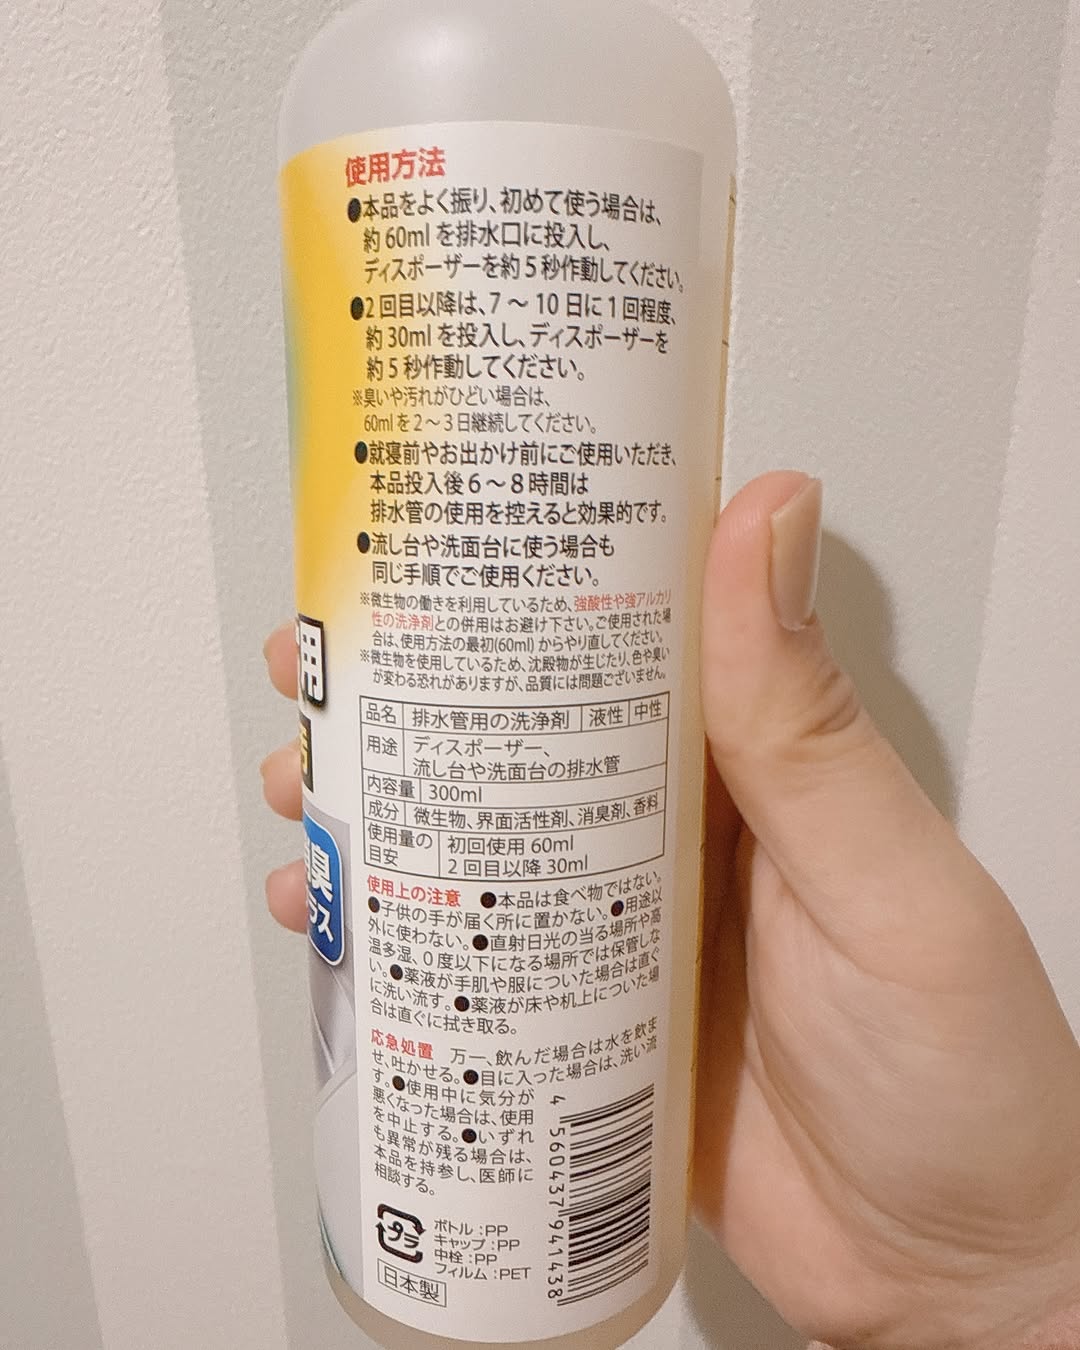 使用方法
●本品をよく振り、初めて使う場合は、
約60mlを排水口に投入し、
ディスポーザーを約5秒作動してください。
●2回目以降は、7～10日に1回程度、
約30mlを投入し、ディスポーザーを
約5秒作動してください。
※臭いや汚れがひどい場合は、
60mlを2～3日継続してください。
●就寝前やお出かけ前にご使用いただき、
本品投入後6～8時間は
排水管の使用を控えると効果的です。
●流し台や洗面台に使う場合も
同じ手順でご使用ください。
※微生物の働きを利用しているため、強酸性や強アルカリ
性の洗浄剤との併用はお避け下さい。ご使用された場
合は、使用方法の最初(60ml)からやり直してください。
※微生物を使用しているため、沈殿物が生じたり、色や臭い
が変わる恐れがありますが、品質には問題ございません。
品名 排水管用の洗浄剤 液性 中性
用途 ディスポーザー、
流し台や洗面台の排水管
内容量 300ml
成分 微生物、界面活性剤、消臭剤、香料
使用量の目安 初回使用 60ml
2回目以降 30ml
使用上の注意 ●本品は食べ物ではない。
●子供の手が届く所に置かない。●用途以
外に使わない。●直射日光の当る場所や高
温多湿、0度以下になる場所では保管しな
い。●薬液が手肌や服についた場合は直ぐ
に洗い流す。●薬液が床や机上についた場
合は直ぐに拭き取る。
応急処置 万一、飲んだ場合は水を飲ま
せ、吐かせる。●目に入った場合は、洗い流
す。●使用中に気分が
悪くなった場合は、使用
を中止する。●いずれ
も異常が残る場合は、
本品を持参し、医師に
相談する。
4 560437 941438
プラ
ボトル:PP
キャップ:PP
中栓:PP
フィルム:PET
日本製
用
臭